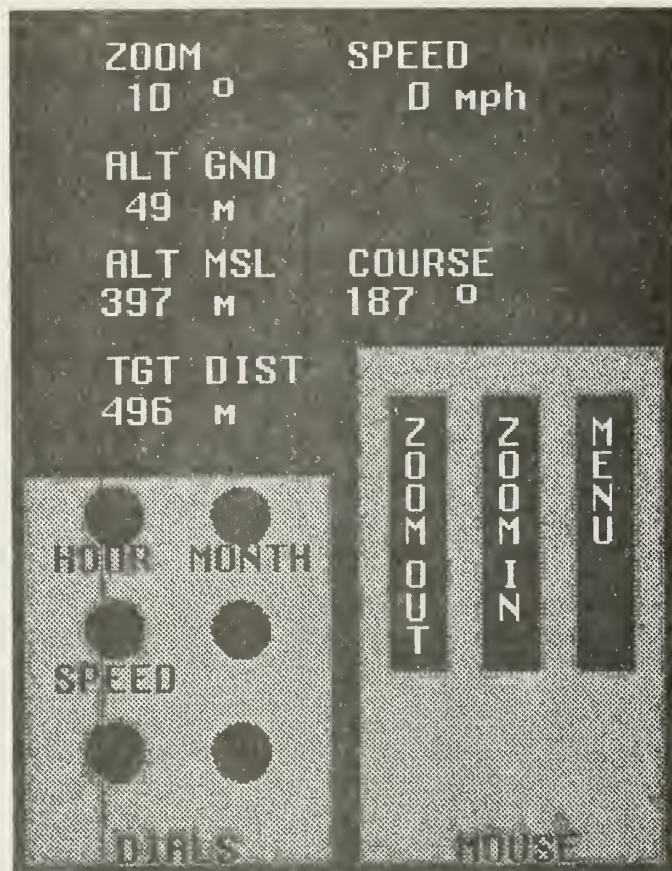 ZOOM SPEED
10 ° 0 mph
ALT GND
49 M
ALT MSL COURSE
397 M 187 °
TGT DIST
496 M
ZOOM OUT ZOOM IN MENU
HOUR MONTH
SPEED
DIALS MOUSE